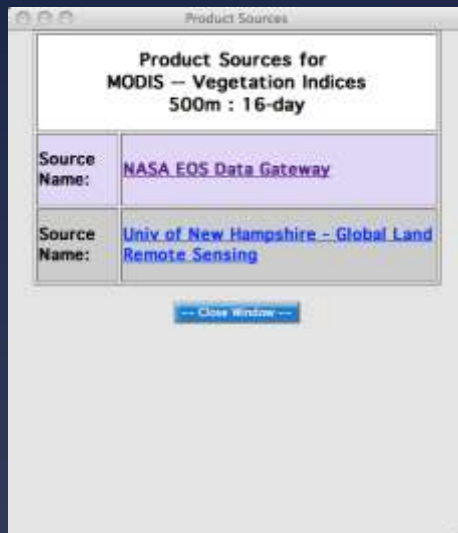 Product Sources
Product Sources for
MODIS -- Vegetation Indices
500m : 16-day
Source
Name:
NASA EOS Data Gateway
Source
Name:
Univ of New Hampshire - Global Land
Remote Sensing
-- Close Window --